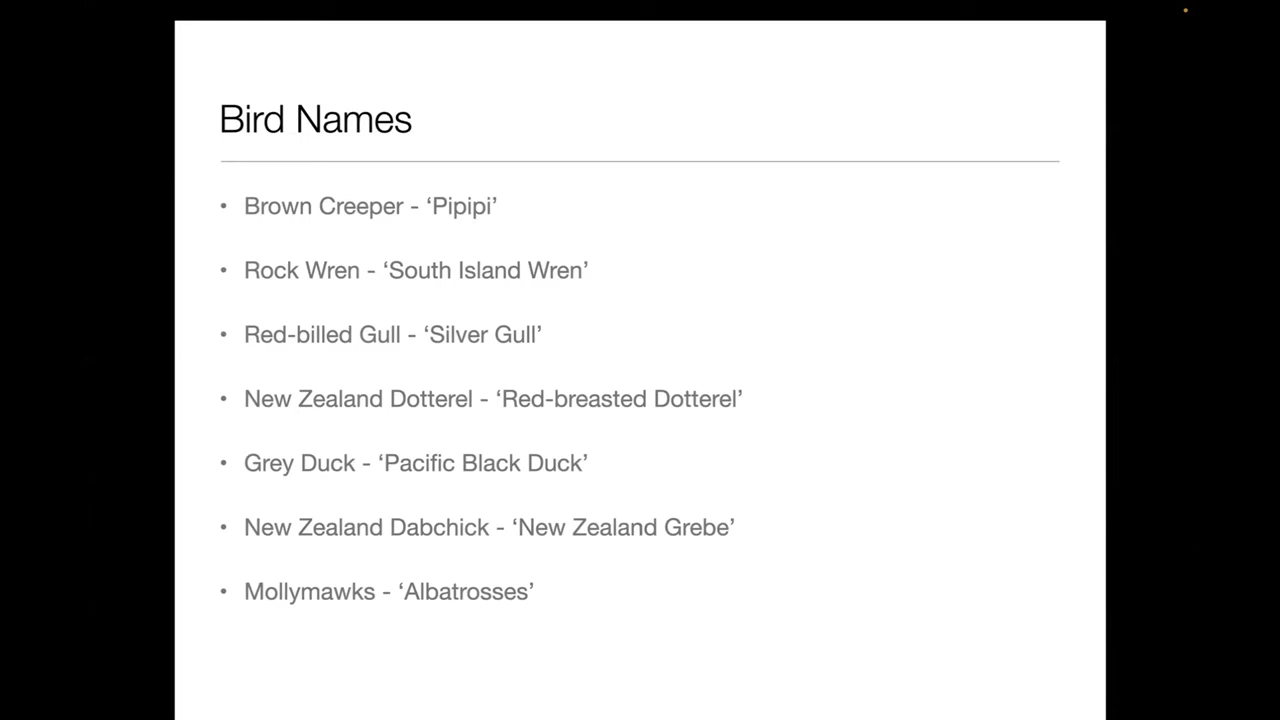 Bird Names
• Brown Creeper - ‘Pipipi’
• Rock Wren - ‘South Island Wren’
• Red-billed Gull - ‘Silver Gull’
• New Zealand Dotterel - ‘Red-breasted Dotterel’
• Grey Duck - ‘Pacific Black Duck’
• New Zealand Dabchick - ‘New Zealand Grebe’
• Mollymawks - ‘Albatrosses’